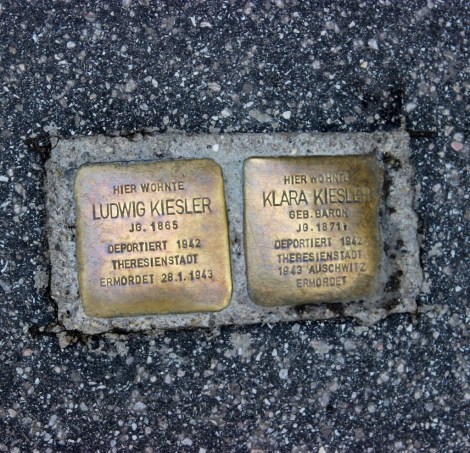 HIER WOHNTE
LUDWIG KIESLER
JG. 1865
DEPORTIERT 1942
THERESIENSTADT
ERMORDET 28.1.1943
HIER WOHNTE
KLARA KIESLER
GEB. BARON
JG. 1871
DEPORTIERT 1942
THERESIENSTADT
1943 AUSCHWITZ
ERMORDET